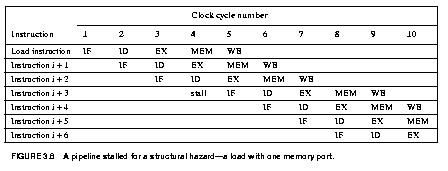 Clock cycle number
Instruction 1 2 3 4 5 6 7 8 9 10
Load instruction IF ID EX MEM WB
Instruction i + 1 IF ID EX MEM WB
Instruction i + 2 IF ID EX MEM WB
Instruction i + 3 stall IF ID EX MEM WB
Instruction i + 4 IF ID EX MEM WB
Instruction i + 5 IF ID EX MEM
Instruction i + 6 IF ID EX
FIGURE 3.8 A pipeline stalled for a structural hazard—a load with one memory port.